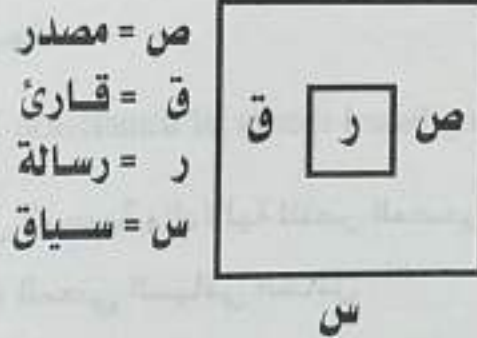 ص = مصدر
ق = قارئ
ر = رسالة
س = سياق
ص ر ق
س